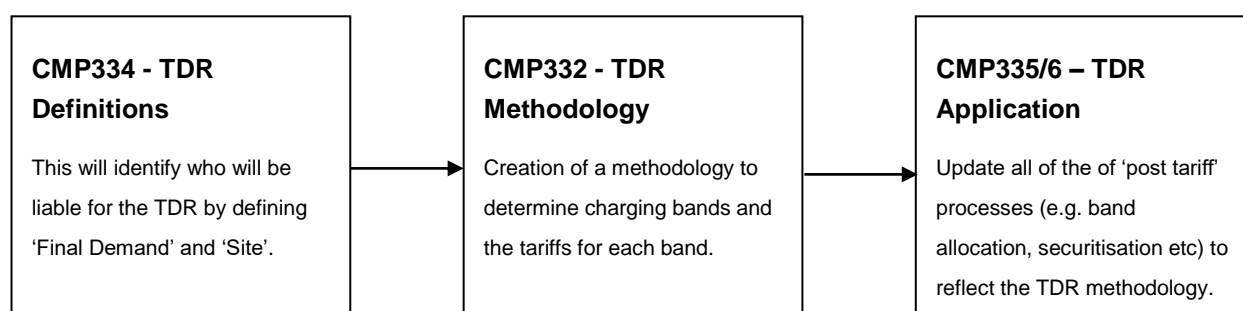 CMP334 - TDR
Definitions
This will identify who will be
liable for the TDR by defining
‘Final Demand’ and ‘Site’.
CMP332 - TDR
Methodology
Creation of a methodology to
determine charging bands and
the tariffs for each band.
CMP335/6 – TDR
Application
Update all of the of ‘post tariff’
processes (e.g. band
allocation, securitisation etc) to
reflect the TDR methodology.